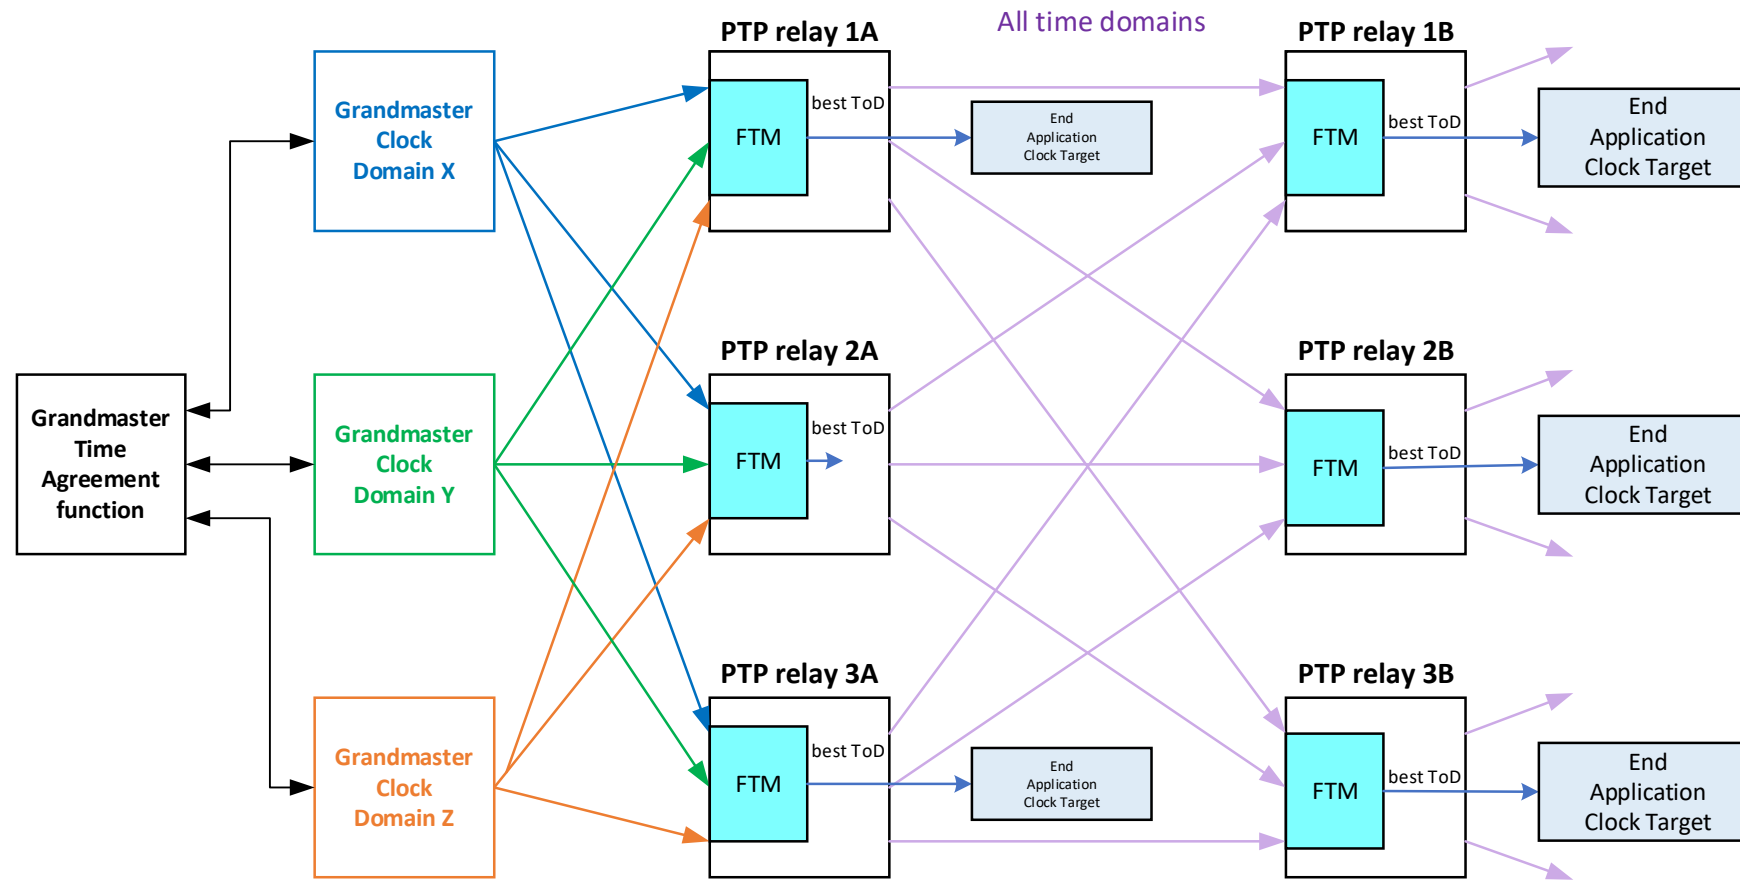 All time domains
PTP relay 1A
PTP relay 1B
Grandmaster
Clock
Domain X
FTM
best ToD
End
Application
Clock Target
FTM
best ToD
End
Application
Clock Target
PTP relay 2A
PTP relay 2B
Grandmaster
Time
Agreement
function
Grandmaster
Clock
Domain Y
FTM
best ToD
FTM
best ToD
End
Application
Clock Target
PTP relay 3A
PTP relay 3B
Grandmaster
Clock
Domain Z
FTM
best ToD
End
Application
Clock Target
FTM
best ToD
End
Application
Clock Target